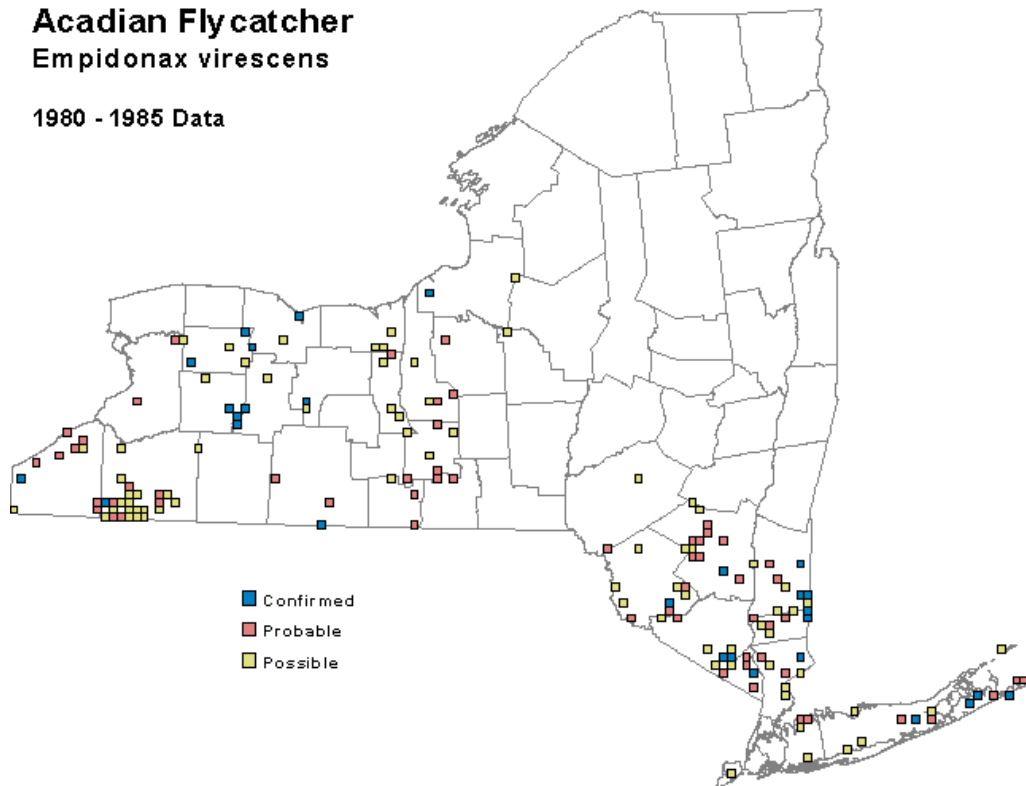 Acadian Flycatcher
Empidonax virescens
1980 - 1985 Data
Confirmed
Probable
Possible